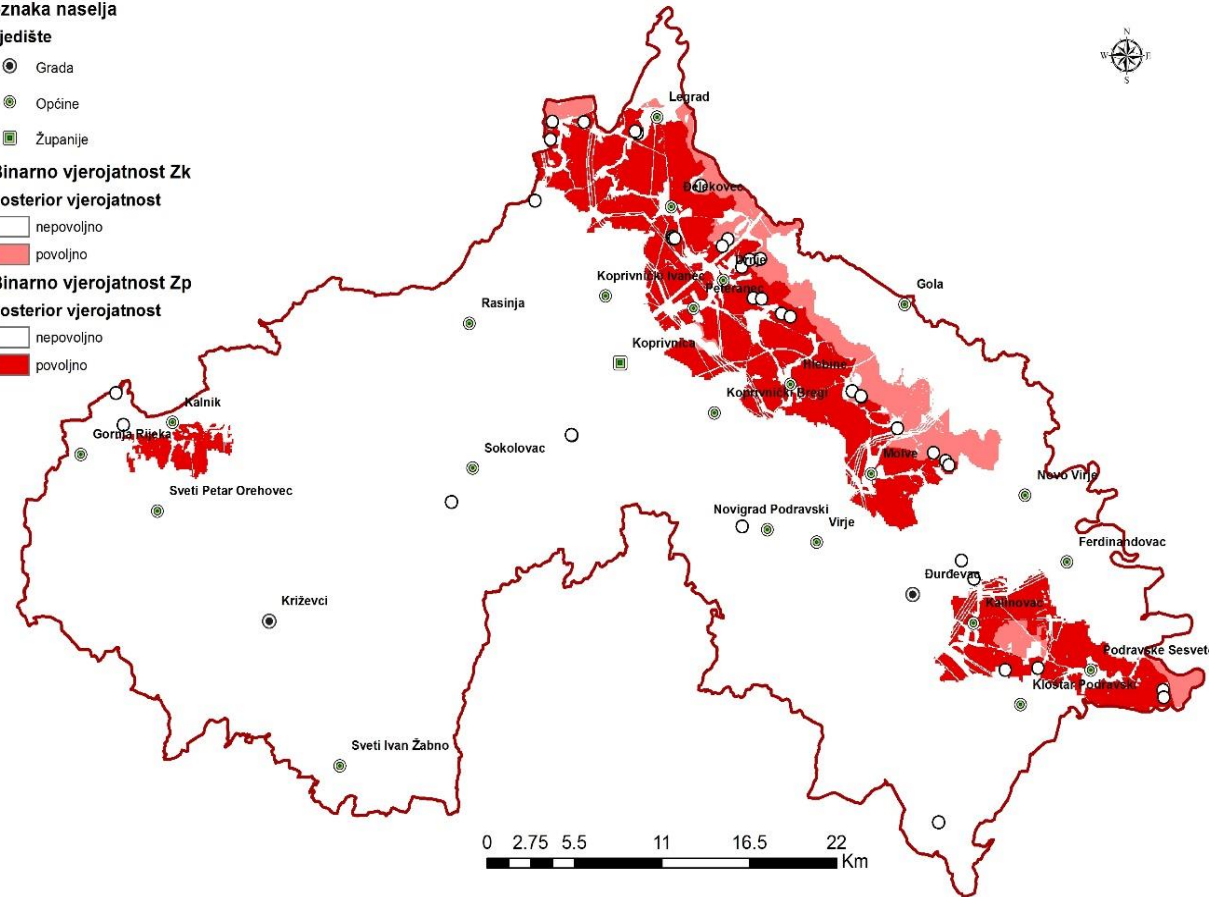 znaka naselja
jedište
Grada
Općine
Županije
Binarno vjerojatnost Zk
osterior vjerojatnost
nepovoljno
povoljno
Binarno vjerojatnost Zp
osterior vjerojatnost
nepovoljno
povoljno
N
W E
S
Legrad
Đelekovec
Drnje
Koprivnički Ivanec
Peteranec
Gola
Rasinja
Koprivnica
Hlebine
Koprivnički Bregi
Kalnik
Gornja Rijeka
Sokolovac
Molve
Novo Virje
Sveti Petar Orehovec
Novigrad Podravski
Virje
Ferdinandovac
Đurđevac
Kalinovac
Križevci
Podravske Sesvete
Kloštar Podravski
Sveti Ivan Žabno
0 2.75 5.5 11 16.5 22
Km